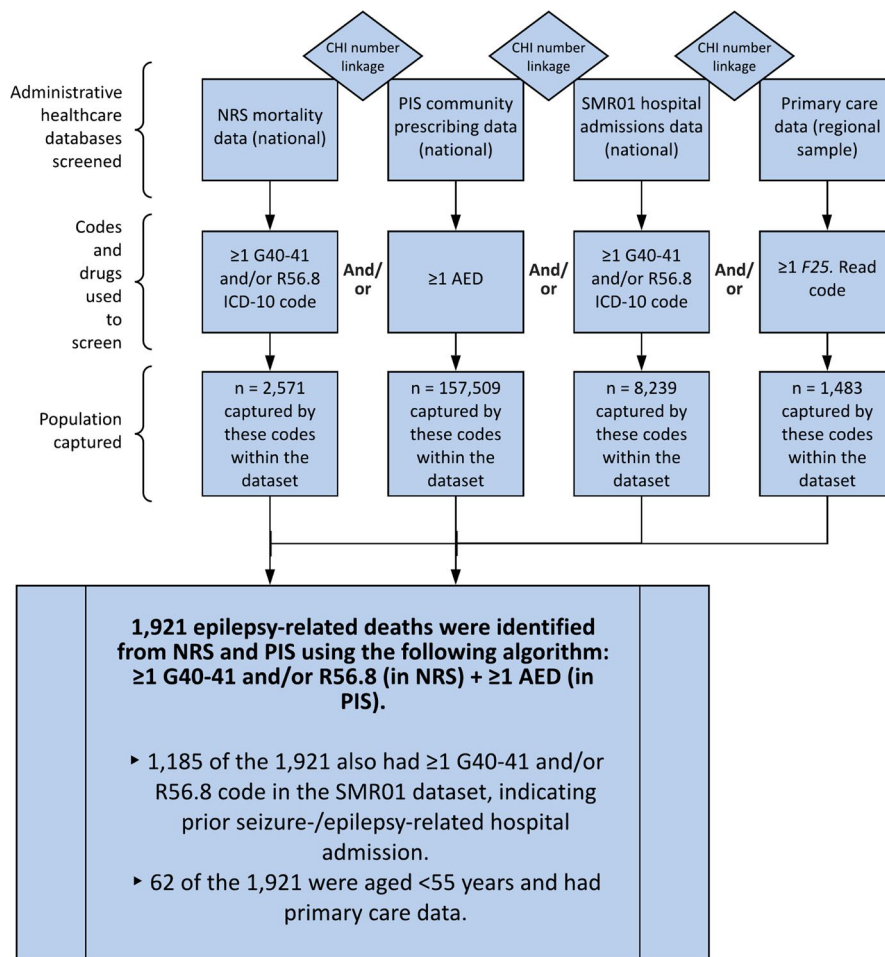 CHI number
linkage
CHI number
linkage
CHI number
linkage
Administrative
healthcare
databases
screened
NRS mortality
data (national)
PIS community
prescribing data
(national)
SMR01 hospital
admissions data
(national)
Primary care
data (regional
sample)
Codes
and
drugs
used
to
screen
≥1 G40-41
and/or R56.8
ICD-10 code
And/
or
≥1 AED
And/
or
≥1 G40-41
and/or R56.8
ICD-10 code
And/
or
≥1 F25. Read
code
Population
captured
n = 2,571
captured by
these codes
within the
dataset
n = 157,509
captured by
these codes
within the
dataset
n = 8,239
captured by
these codes
within the
dataset
n = 1,483
captured by
these codes
within the
dataset
1,921 epilepsy-related deaths were identified
from NRS and PIS using the following algorithm:
≥1 G40-41 and/or R56.8 (in NRS) + ≥1 AED (in
PIS).
‣ 1,185 of the 1,921 also had ≥1 G40-41 and/or
R56.8 code in the SMR01 dataset, indicating
prior seizure-/epilepsy-related hospital
admission.
‣ 62 of the 1,921 were aged <55 years and had
primary care data.